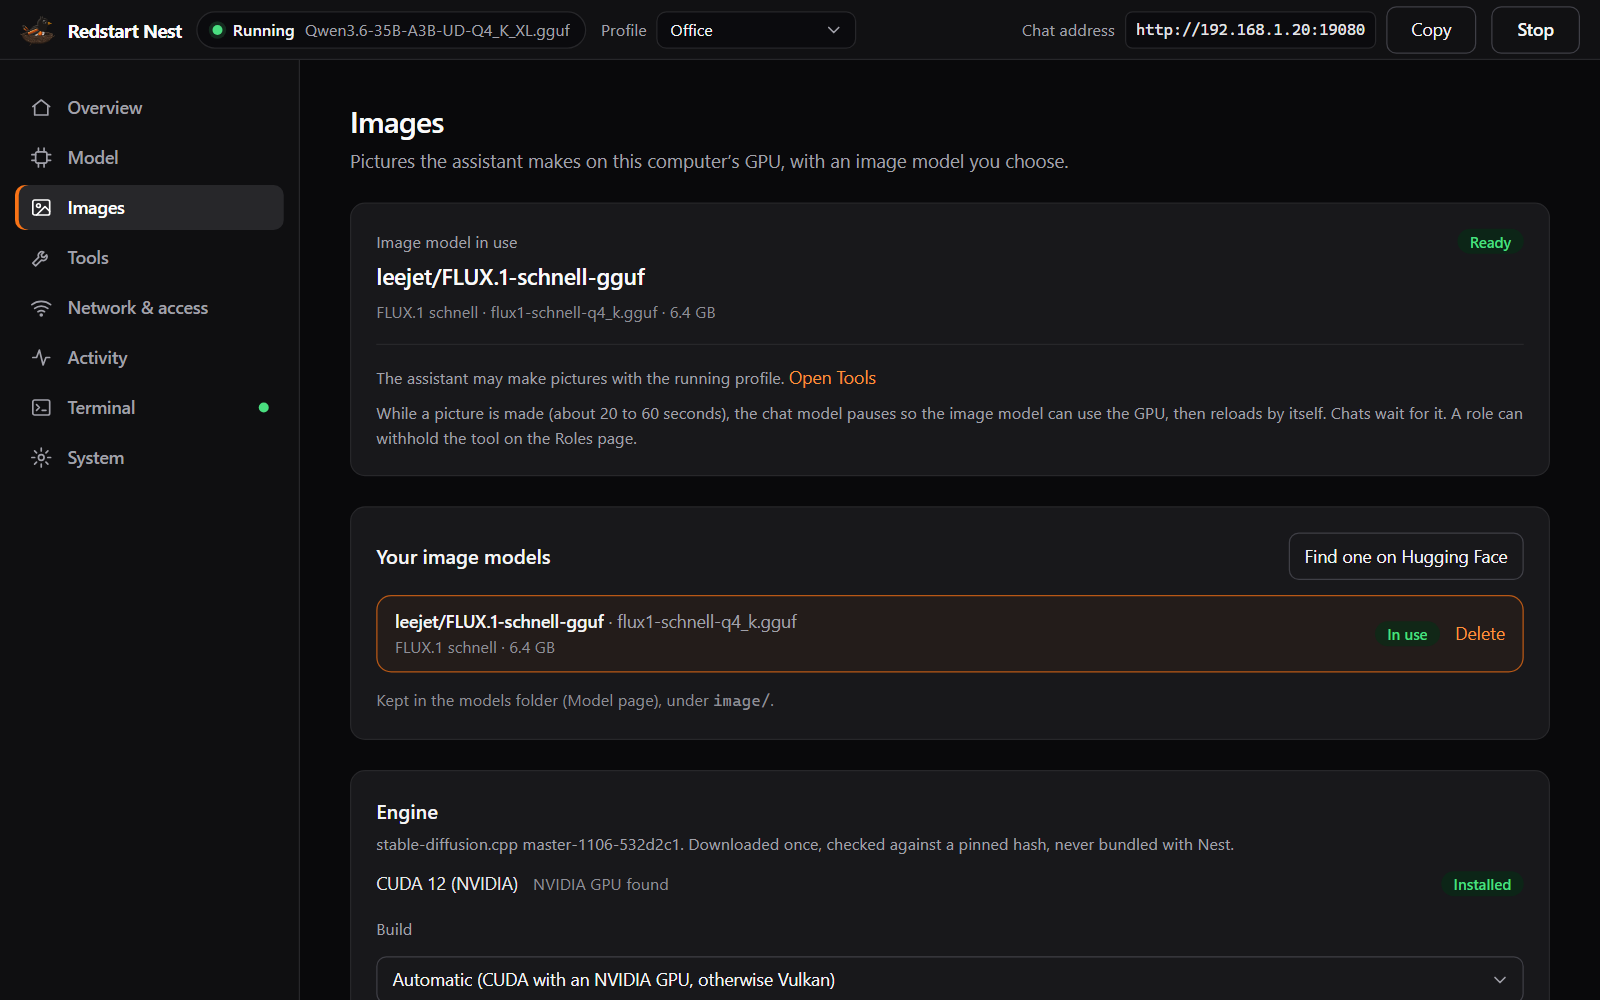 Redstart Nest
Running Qwen3.6-35B-A3B-UD-Q4_K_XL.gguf
Profile
Office
Chat address
http://192.168.1.20:19080
Copy
Stop
Overview
Model
Images
Tools
Network & access
Activity
Terminal
System
Images
Pictures the assistant makes on this computer’s GPU, with an image model you choose.
Image model in use
Ready
leejet/FLUX.1-schnell-gguf
FLUX.1 schnell · flux1-schnell-q4_k.gguf · 6.4 GB
The assistant may make pictures with the running profile. Open Tools
While a picture is made (about 20 to 60 seconds), the chat model pauses so the image model can use the GPU, then reloads by itself. Chats wait for it. A role can
withhold the tool on the Roles page.
Your image models
Find one on Hugging Face
leejet/FLUX.1-schnell-gguf · flux1-schnell-q4_k.gguf
FLUX.1 schnell · 6.4 GB
In use
Delete
Kept in the models folder (Model page), under image/.
Engine
stable-diffusion.cpp master-1106-532d2c1. Downloaded once, checked against a pinned hash, never bundled with Nest.
CUDA 12 (NVIDIA) NVIDIA GPU found
Installed
Build
Automatic (CUDA with an NVIDIA GPU, otherwise Vulkan)